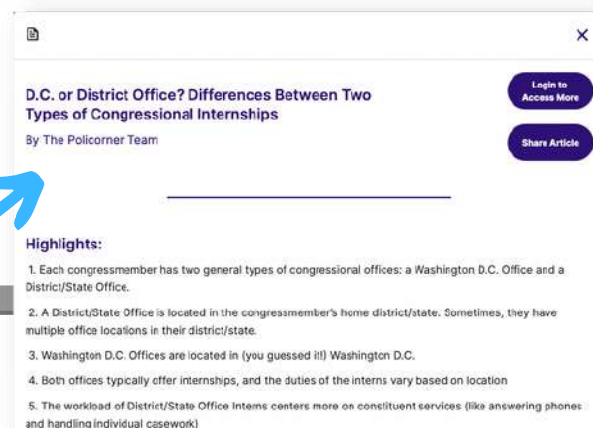 D.C. or District Office? Differences Between Two
Types of Congressional Internships
By The Policorner Team
Login to
Access More
Share Article
Highlights:
1. Each congressmember has two general types of congressional offices: a Washington D.C. Office and a
District/State Office.
2. A District/State Office is located in the congressmember's home district/state. Sometimes, they have
multiple office locations in their district/state.
3. Washington D.C. Offices are located in (you guessed it!) Washington D.C.
4. Both offices typically offer internships, and the duties of the interns vary based on location
5. The workload of District/State Office Interns centers more on constituent services (like answering phones
and handling individual casework)